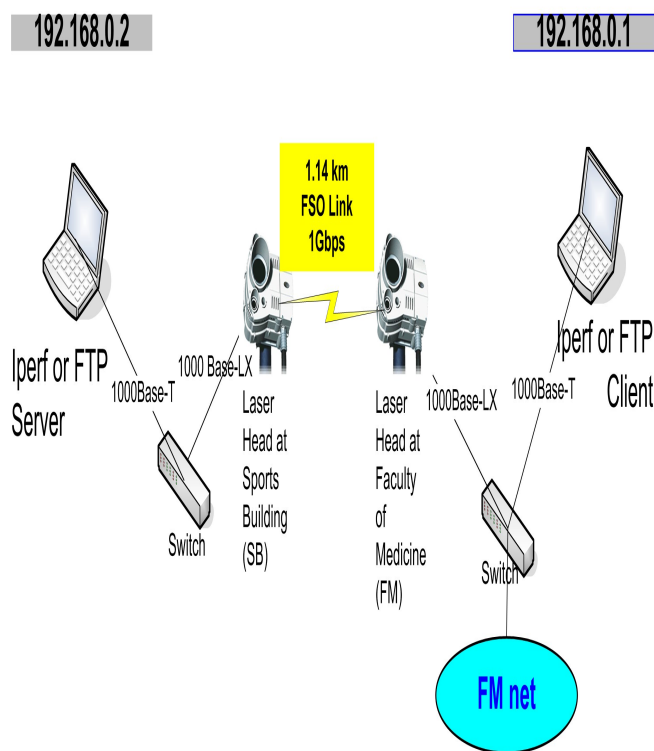 192.168.0.2
192.168.0.1
1.14 km
FSO Link
1Gbps
Iperf or FTP
Server
1000Base-T
1000 Base-LX
Laser
Head at
Sports
Building
(SB)
Switch
Laser
Head at
Faculty
of
Medicine
(FM)
1000Base-LX
1000Base-T
Iperf or FTP
Client
Switch
FM net